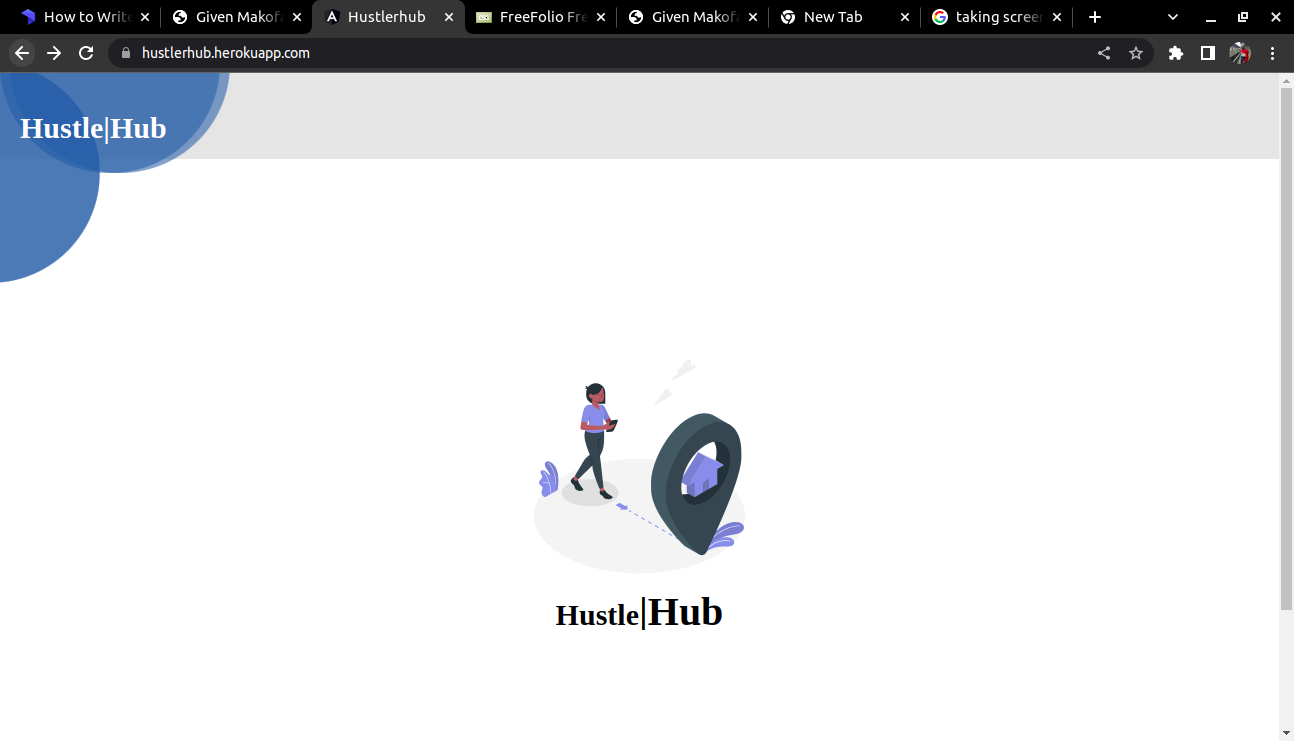 How to Write
Given Makofa
Hustlerhub
FreeFolio Fre
Given Makofa
New Tab
taking screen
hustlerhub.herokuapp.com
Hustle|Hub
Hustle|Hub